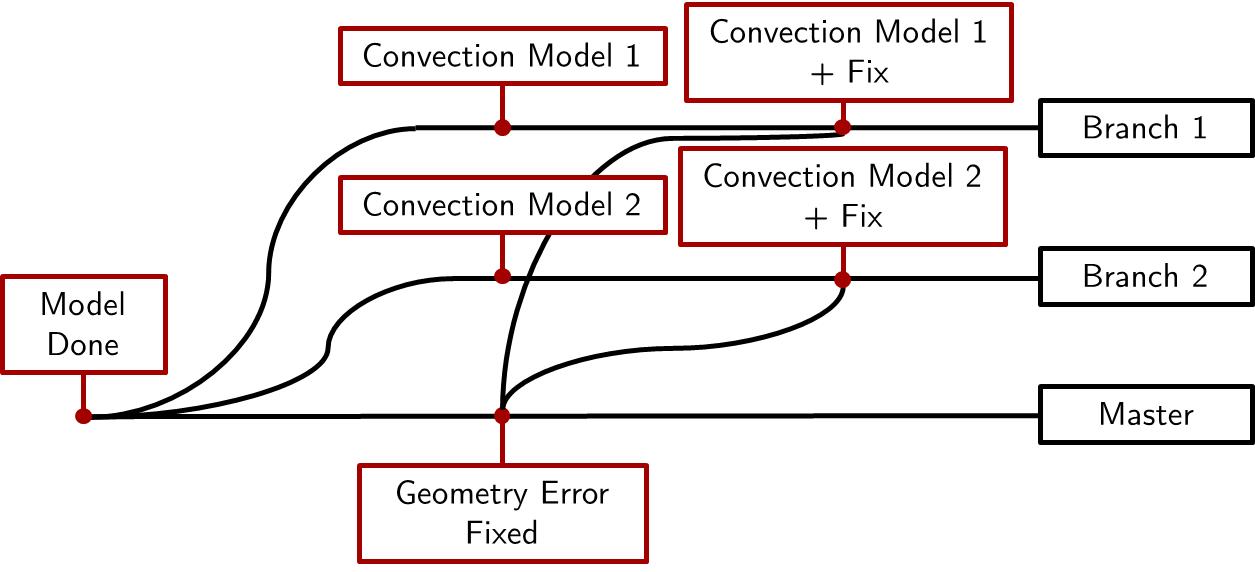 Convection Model 1
Convection Model 1
+ Fix
Branch 1
Convection Model 2
Convection Model 2
+ Fix
Branch 2
Model
Done
Master
Geometry Error
Fixed